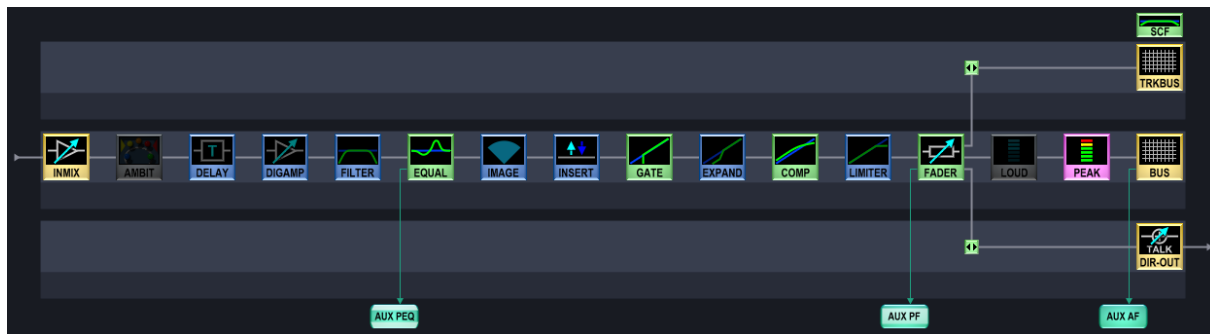 SCF
TRKBUS
INMIX AMBIT DELAY DIGAMP FILTER EQUAL IMAGE INSERT GATE EXPAND COMP LIMITER FADER LOUD PEAK BUS
T
TALK
DIR-OUT
AUX PEQ AUX PF AUX AF